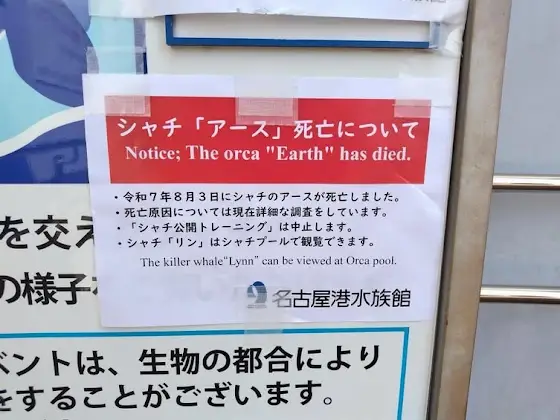 シャチ「アース」死亡について
Notice; The orca "Earth" has died.
・令和7年8月3日にシャチのアースが死亡しました。
・死亡原因については現在詳細な調査をしています。
・「シャチ公開トレーニング」は中止します。
・シャチ「リン」はシャチプールで観覧できます。
The killer whale“Lynn” can be viewed at Orca pool.
名古屋港水族館
を交え
の様子を
ベントは、生物の都合により
をすることがございます。